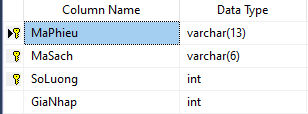 Column Name Data Type
MaPhieu varchar(13)
MaSach varchar(6)
SoLuong int
GiaNhap int